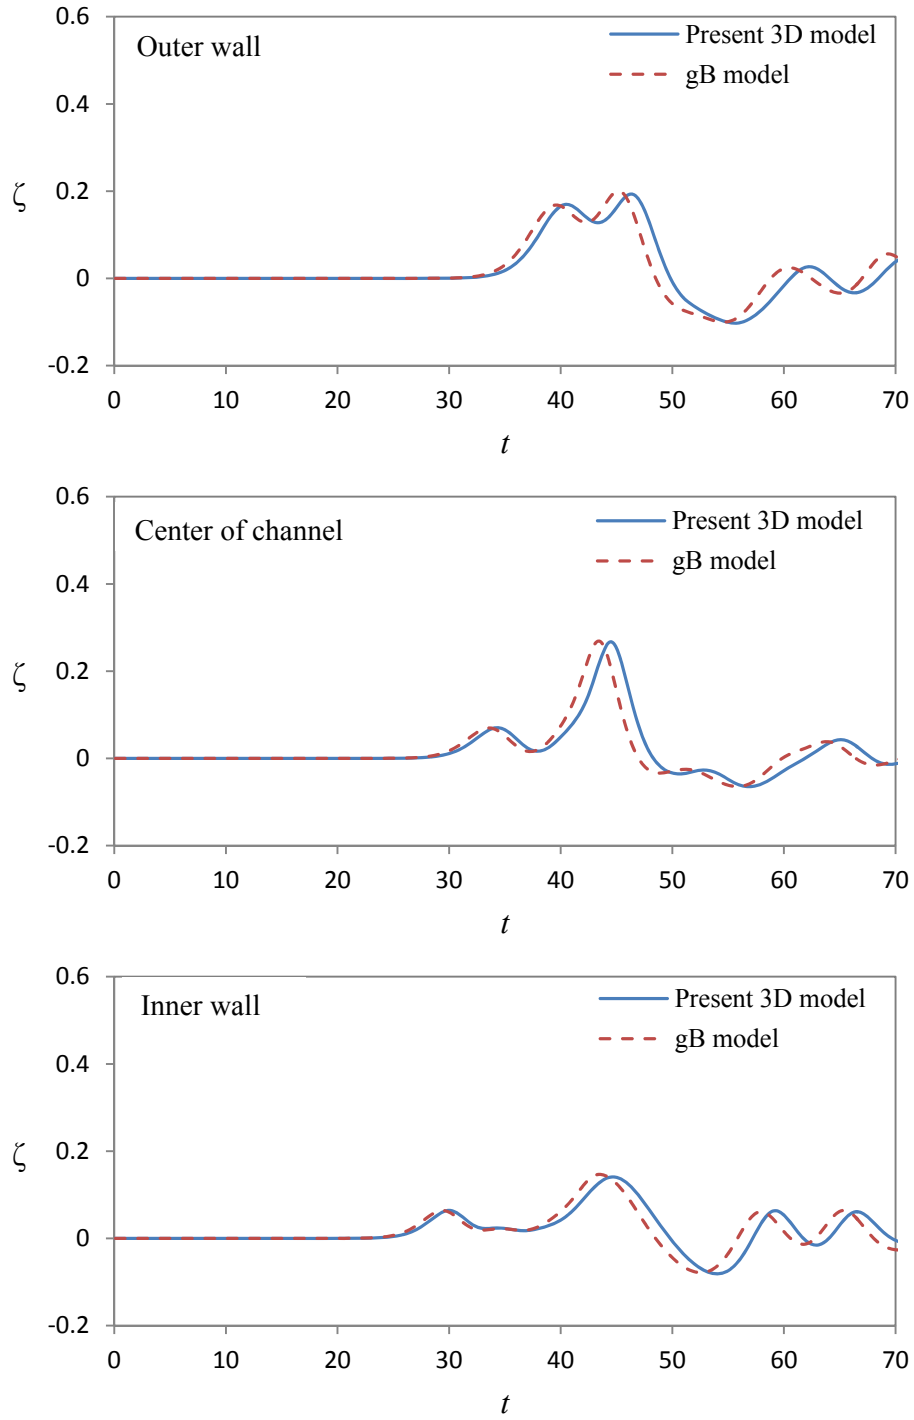 0.6
Outer wall
Present 3D model
gB model
0.4
ζ
0.2
0
-0.2
0 10 20 30 40 50 60 70
t
0.6
Center of channel
Present 3D model
gB model
0.4
ζ
0.2
0
-0.2
0 10 20 30 40 50 60 70
t
0.6
Inner wall
Present 3D model
gB model
0.4
ζ
0.2
0
-0.2
0 10 20 30 40 50 60 70
t